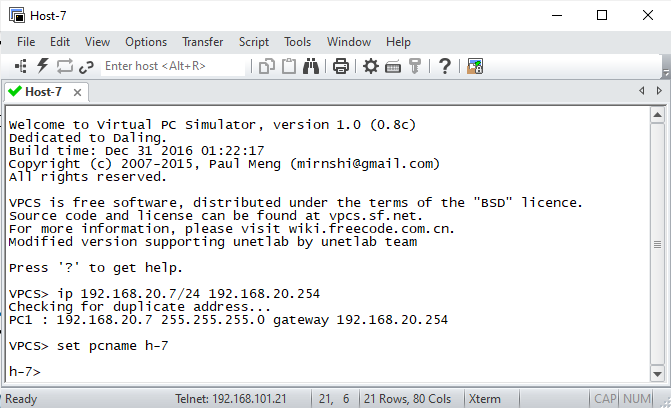 Host-7
File Edit View Options Transfer Script Tools Window Help
Enter host <Alt+R>
Host-7
Welcome to Virtual PC Simulator, version 1.0 (0.8c)
Dedicated to Daling.
Build time: Dec 31 2016 01:22:17
Copyright (c) 2007-2015, Paul Meng (mirnshi@gmail.com)
All rights reserved.
VPCS is free software, distributed under the terms of the "BSD" licence.
Source code and license can be found at vpcs.sf.net.
For more information, please visit wiki.freecode.com.cn.
Modified version supporting unetlab by unetlab team
Press '?' to get help.
VPCS> ip 192.168.20.7/24 192.168.20.254
Checking for duplicate address...
PC1 : 192.168.20.7 255.255.255.0 gateway 192.168.20.254
VPCS> set pcname h-7
h-7>
Ready Telnet: 192.168.101.21 21, 6 21 Rows, 80 Cols Xterm CAP NUM